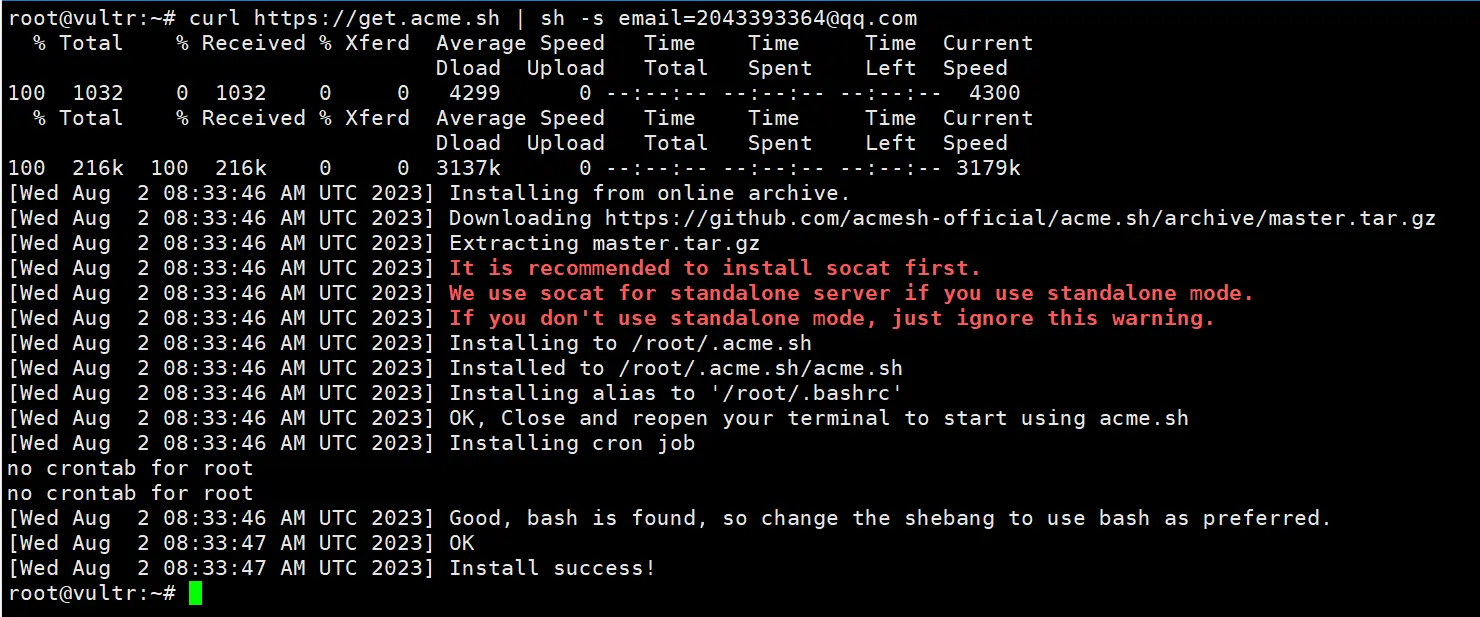 root@vultr:~# curl https://get.acme.sh | sh -s email=2043393364@qq.com
  % Total    % Received % Xferd  Average Speed   Time    Time     Time  Current
                                 Dload  Upload   Total   Spent    Left  Speed
100  1032    0  1032    0     0   4299      0 --:--:-- --:--:-- --:--:--  4300
  % Total    % Received % Xferd  Average Speed   Time    Time     Time  Current
                                 Dload  Upload   Total   Spent    Left  Speed
100  216k  100  216k    0     0  3137k      0 --:--:-- --:--:-- --:--:-- 3179k
[Wed Aug  2 08:33:46 AM UTC 2023] Installing from online archive.
[Wed Aug  2 08:33:46 AM UTC 2023] Downloading https://github.com/acmesh-official/acme.sh/archive/master.tar.gz
[Wed Aug  2 08:33:46 AM UTC 2023] Extracting master.tar.gz
[Wed Aug  2 08:33:46 AM UTC 2023] It is recommended to install socat first.
[Wed Aug  2 08:33:46 AM UTC 2023] We use socat for standalone server if you use standalone mode.
[Wed Aug  2 08:33:46 AM UTC 2023] If you don't use standalone mode, just ignore this warning.
[Wed Aug  2 08:33:46 AM UTC 2023] Installing to /root/.acme.sh
[Wed Aug  2 08:33:46 AM UTC 2023] Installed to /root/.acme.sh/acme.sh
[Wed Aug  2 08:33:46 AM UTC 2023] Installing alias to '/root/.bashrc'
[Wed Aug  2 08:33:46 AM UTC 2023] OK, Close and reopen your terminal to start using acme.sh
[Wed Aug  2 08:33:46 AM UTC 2023] Installing cron job
no crontab for root
no crontab for root
[Wed Aug  2 08:33:46 AM UTC 2023] Good, bash is found, so change the shebang to use bash as preferred.
[Wed Aug  2 08:33:47 AM UTC 2023] OK
[Wed Aug  2 08:33:47 AM UTC 2023] Install success!
root@vultr:~#